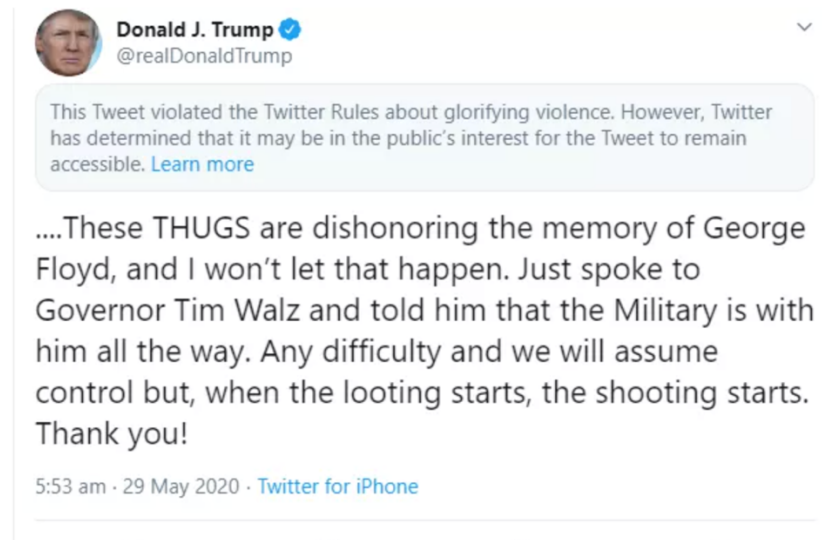 Donald J. Trump
@realDonaldTrump
This Tweet violated the Twitter Rules about glorifying violence. However, Twitter
has determined that it may be in the public's interest for the Tweet to remain
accessible. Learn more
....These THUGS are dishonoring the memory of George
Floyd, and I won't let that happen. Just spoke to
Governor Tim Walz and told him that the Military is with
him all the way. Any difficulty and we will assume
control but, when the looting starts, the shooting starts.
Thank you!
5:53 am · 29 May 2020 · Twitter for iPhone